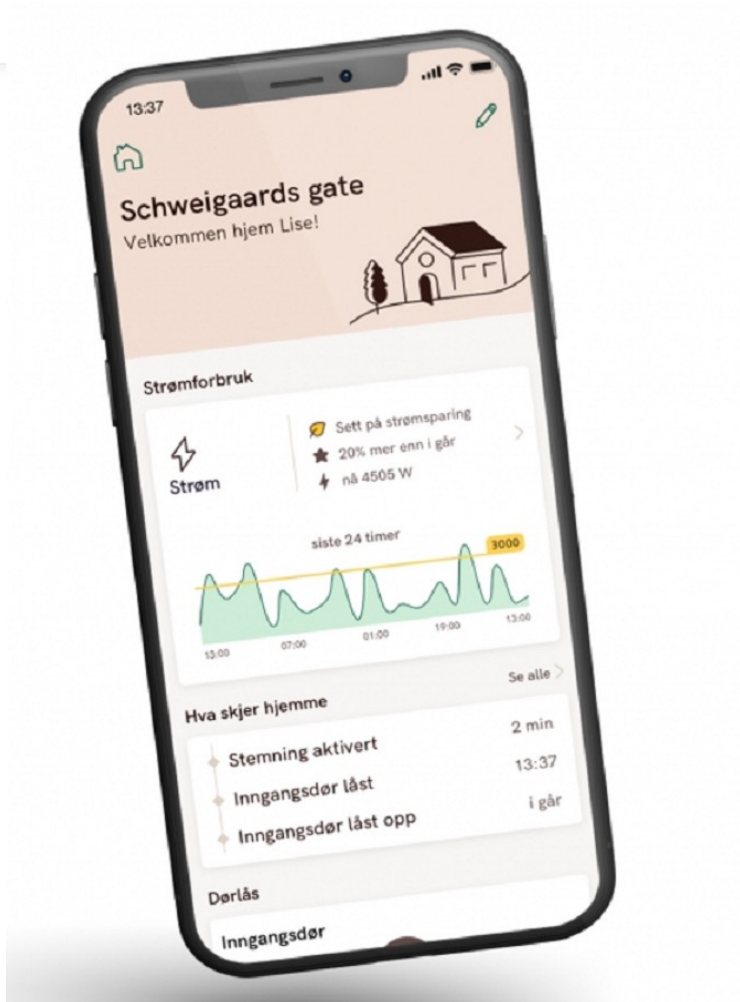 13:37
Schweigaards gate
Velkommen hjem Lise!
Strømforbruk
Strøm
Sett på strømsparing
20% mer enn i går
nå 4505 W
siste 24 timer
3000
13:00 07:00 01:00 19:00 13:00
Hva skjer hjemme
Se alle
Stemning aktivert 2 min
Inngangsdør låst 13:37
Inngangsdør låst opp i går
Dørlås
Inngangsdør